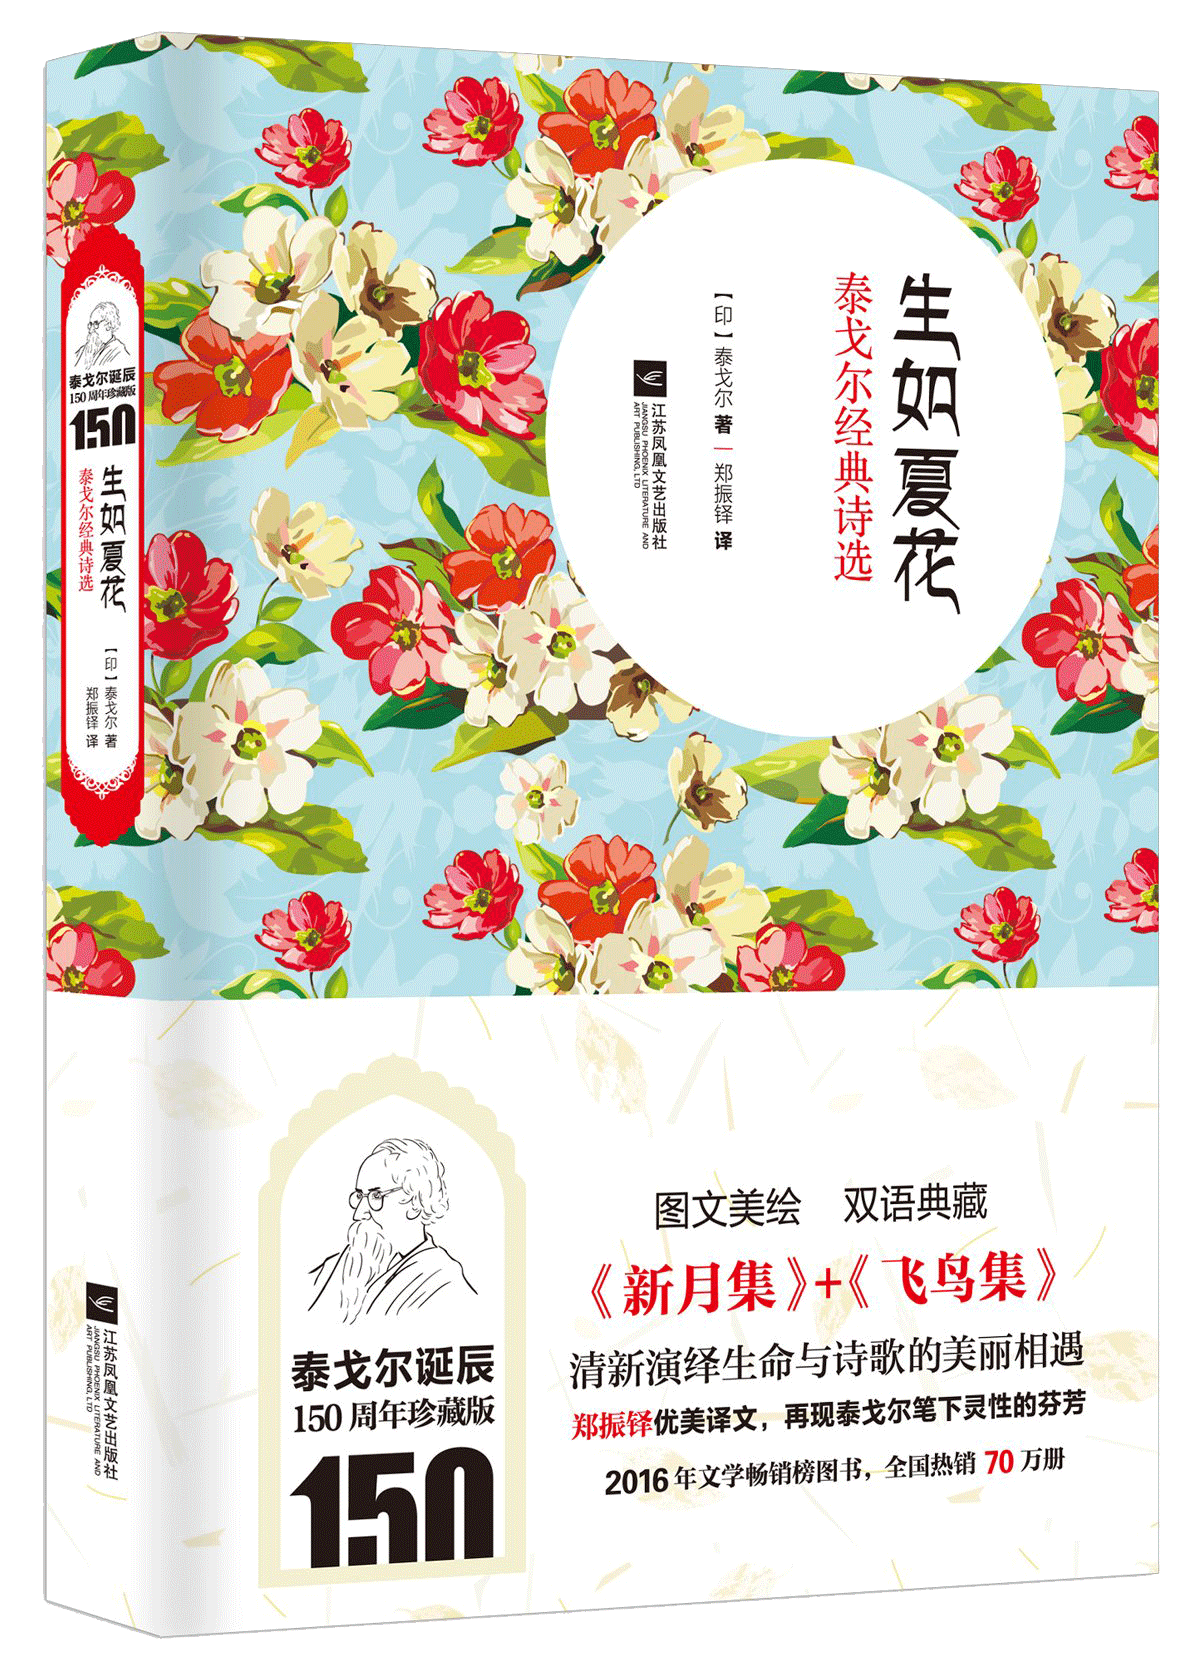 生如夏花
泰戈尔经典诗选
【印】泰戈尔 著 | 郑振铎 译
江苏凤凰文艺出版社
JIANGSU PHOENIX LITERATURE AND
ART PUBLISHING, LTD
泰戈尔诞辰
150周年珍藏版
150
生如夏花
泰戈尔经典诗选
【印】泰戈尔 著
郑振铎 译
江苏凤凰文艺出版社
JIANGSU PHOENIX LITERATURE AND
ART PUBLISHING, LTD
泰戈尔诞辰
150周年珍藏版
150
图文美绘 双语典藏
《新月集》+《飞鸟集》
清新演绎生命与诗歌的美丽相遇
郑振铎优美译文，再现泰戈尔笔下灵性的芬芳
2016年文学畅销榜图书，全国热销70万册